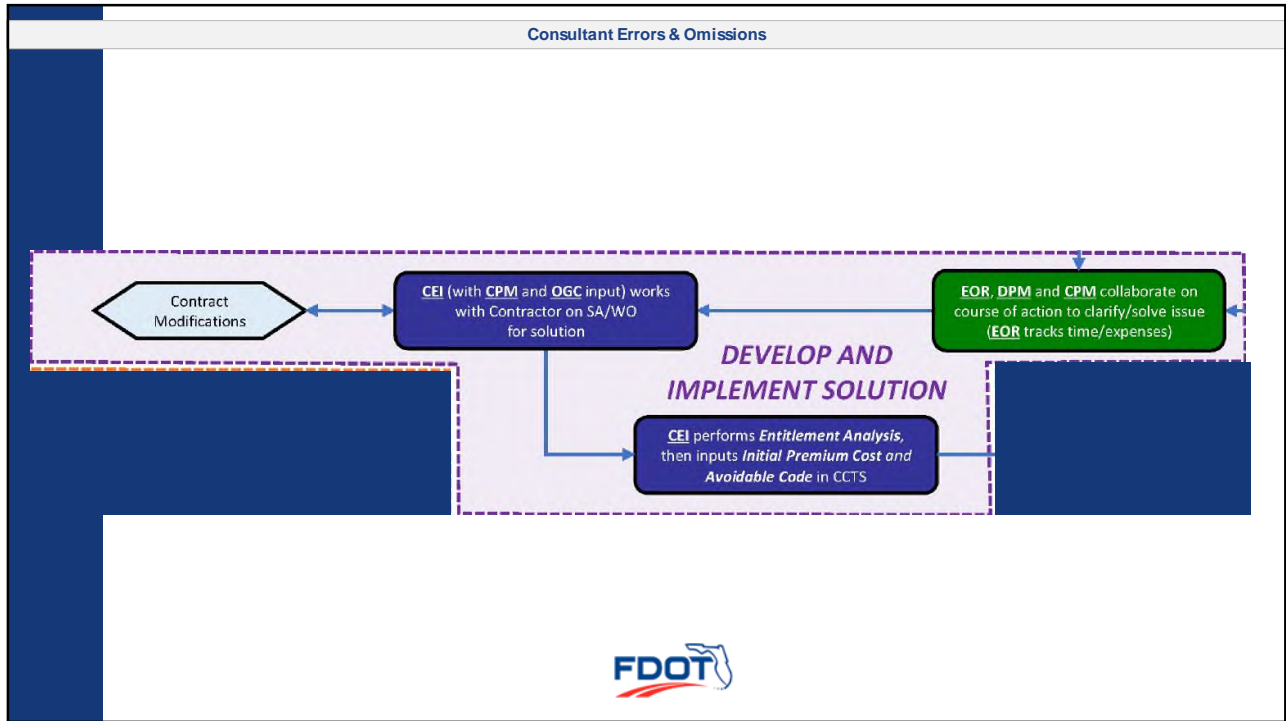 Consultant Errors & Omissions
Contract
Modifications
CEI (with CPM and OGC input) works
with Contractor on SA/WO
for solution
EOR, DPM and CPM collaborate on
course of action to clarify/solve issue
(EOR tracks time/expenses)
DEVELOP AND
IMPLEMENT SOLUTION
CEI performs Entitlement Analysis,
then inputs Initial Premium Cost and
Avoidable Code in CCTS
FDOT